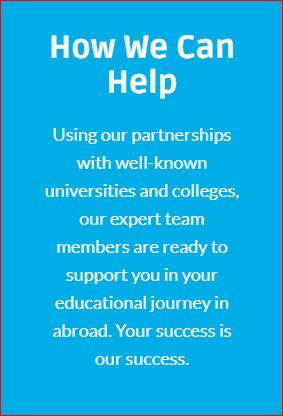 How We Can
Help
Using our partnerships
with well-known
universities and colleges,
our expert team
members are ready to
support you in your
educational journey in
abroad. Your success is
our success.